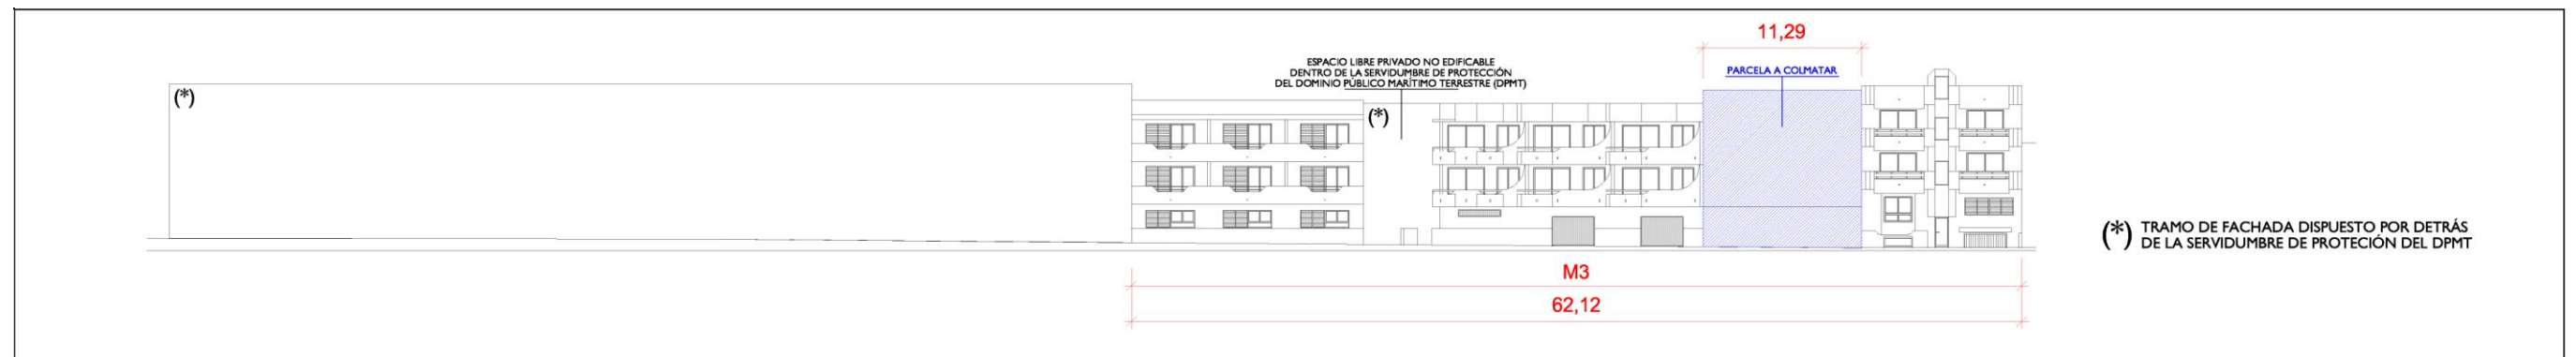 11,29
ESPACIO LIBRE PRIVADO NO EDIFICABLE
DENTRO DE LA SERVIDUMBRE DE PROTECCIÓN
DEL DOMINIO PÚBLICO MARÍTIMO TERRESTRE (DPMT)
PARCELA A COLMATAR
(*)
(*)
(*) TRAMO DE FACHADA DISPUESTO POR DETRÁS
DE LA SERVIDUMBRE DE PROTECIÓN DEL DPMT
M3
62,12